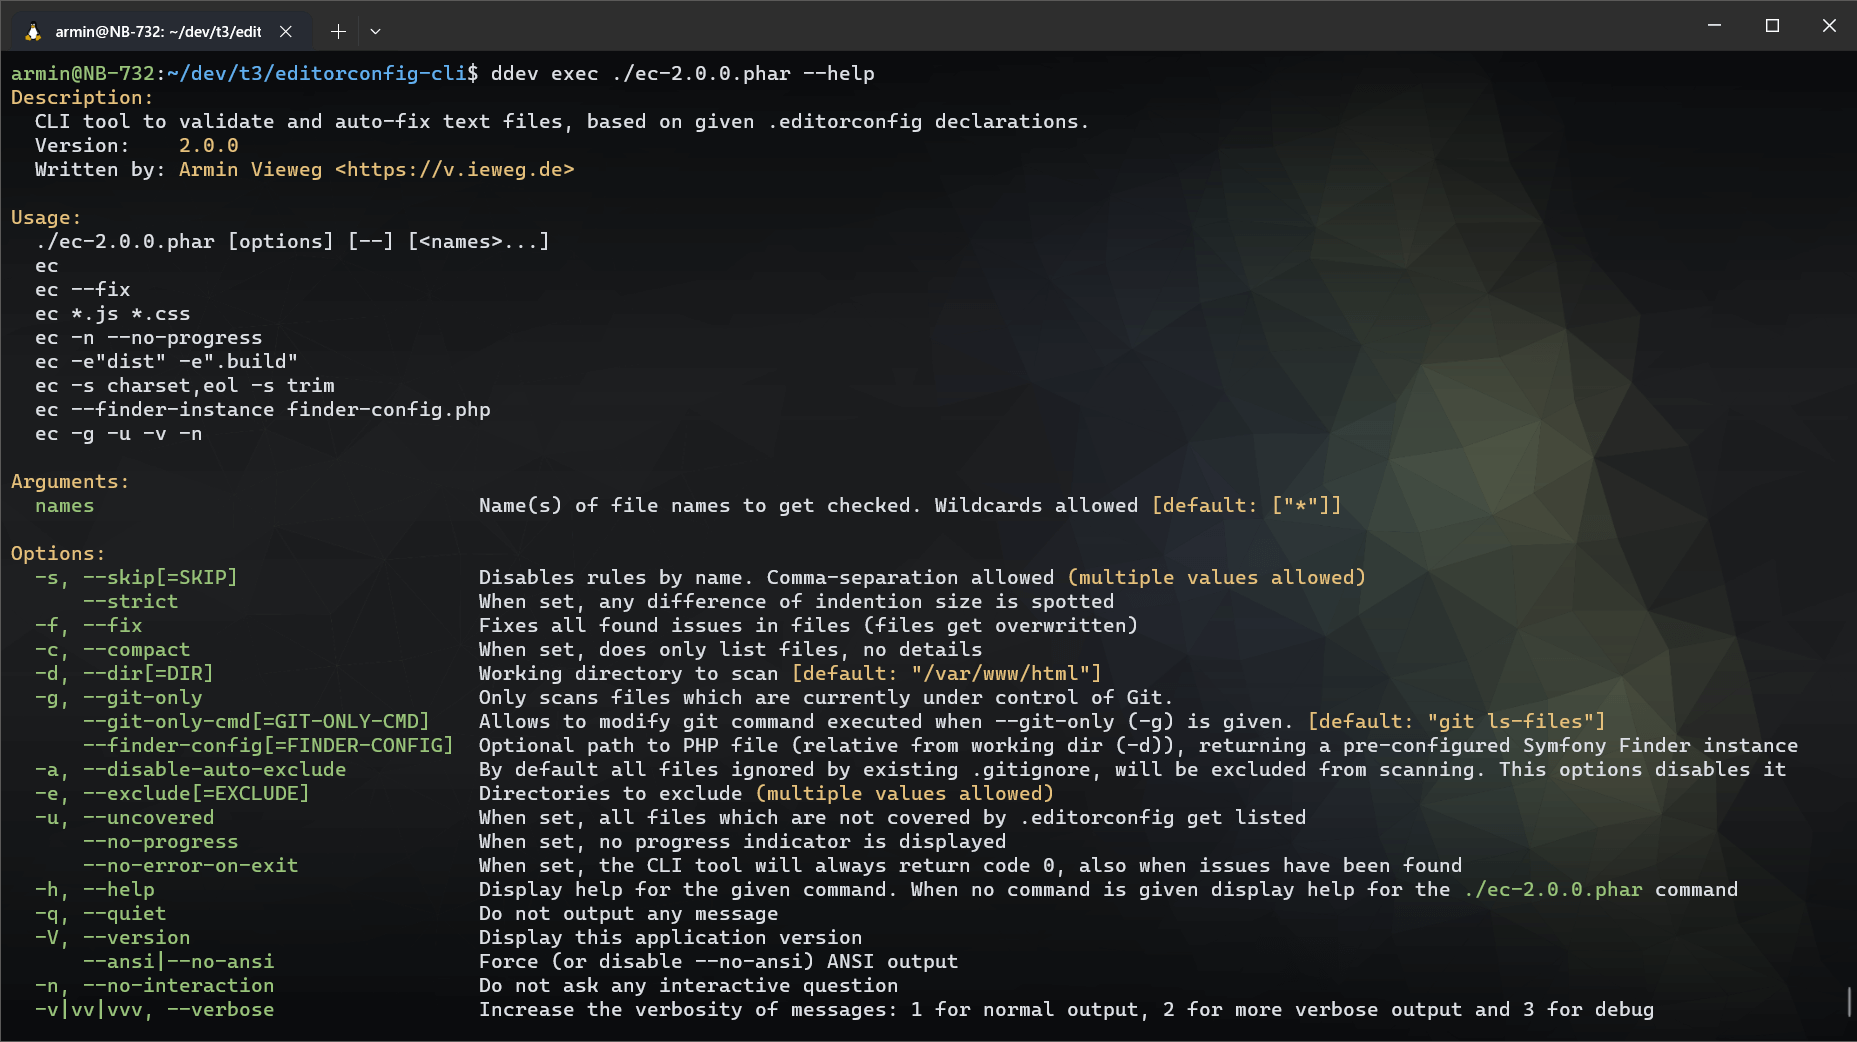 armin@NB-732: ~/dev/t3/edit
armin@NB-732:~/dev/t3/editorconfig-cli$ ddev exec ./ec-2.0.0.phar --help
Description:
  CLI tool to validate and auto-fix text files, based on given .editorconfig declarations.
  Version:    2.0.0
  Written by: Armin Vieweg <https://v.ieweg.de>

Usage:
  ./ec-2.0.0.phar [options] [--] [<names>...]
  ec
  ec --fix
  ec *.js *.css
  ec -n --no-progress
  ec -e"dist" -e".build"
  ec -s charset,eol -s trim
  ec --finder-instance finder-config.php
  ec -g -u -v -n

Arguments:
  names                                Name(s) of file names to get checked. Wildcards allowed [default: ["*"]]

Options:
  -s, --skip[=SKIP]                    Disables rules by name. Comma-separation allowed (multiple values allowed)
      --strict                         When set, any difference of indention size is spotted
  -f, --fix                            Fixes all found issues in files (files get overwritten)
  -c, --compact                        When set, does only list files, no details
  -d, --dir[=DIR]                      Working directory to scan [default: "/var/www/html"]
  -g, --git-only                       Only scans files which are currently under control of Git.
      --git-only-cmd[=GIT-ONLY-CMD]    Allows to modify git command executed when --git-only (-g) is given. [default: "git ls-files"]
      --finder-config[=FINDER-CONFIG]  Optional path to PHP file (relative from working dir (-d)), returning a pre-configured Symfony Finder instance
  -a, --disable-auto-exclude           By default all files ignored by existing .gitignore, will be excluded from scanning. This options disables it
  -e, --exclude[=EXCLUDE]              Directories to exclude (multiple values allowed)
  -u, --uncovered                      When set, all files which are not covered by .editorconfig get listed
      --no-progress                    When set, no progress indicator is displayed
      --no-error-on-exit               When set, the CLI tool will always return code 0, also when issues have been found
  -h, --help                           Display help for the given command. When no command is given display help for the ./ec-2.0.0.phar command
  -q, --quiet                          Do not output any message
  -V, --version                        Display this application version
      --ansi|--no-ansi                 Force (or disable --no-ansi) ANSI output
  -n, --no-interaction                 Do not ask any interactive question
  -v|vv|vvv, --verbose                 Increase the verbosity of messages: 1 for normal output, 2 for more verbose output and 3 for debug